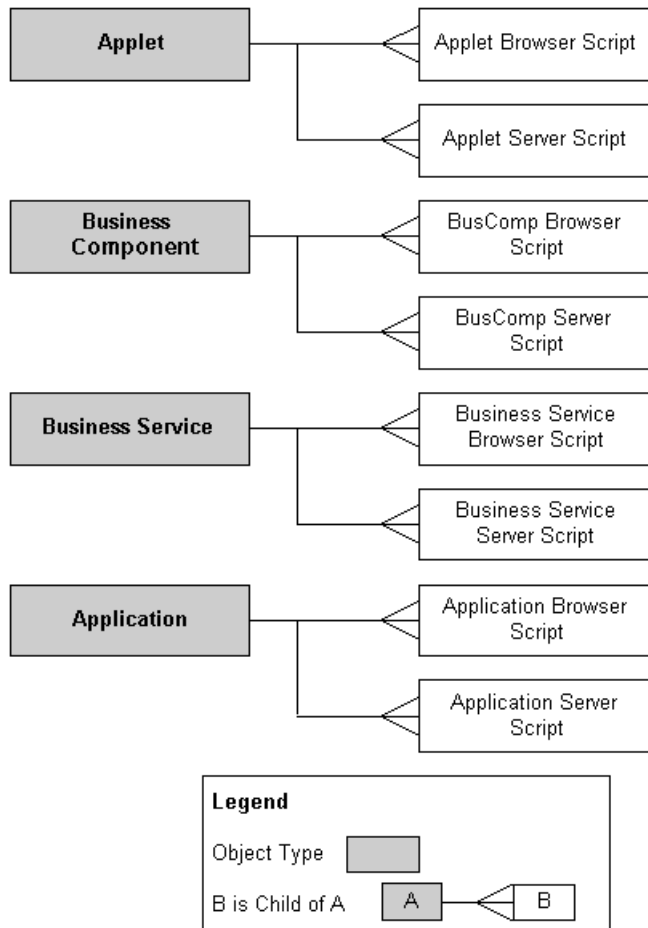 Applet
Applet Browser Script
Applet Server Script
Business
Component
BusComp Browser
Script
BusComp Server
Script
Business Service
Business Service
Browser Script
Business Service
Server Script
Application
Application Browser
Script
Application Server
Script
Legend
Object Type
B is Child of A
A
B